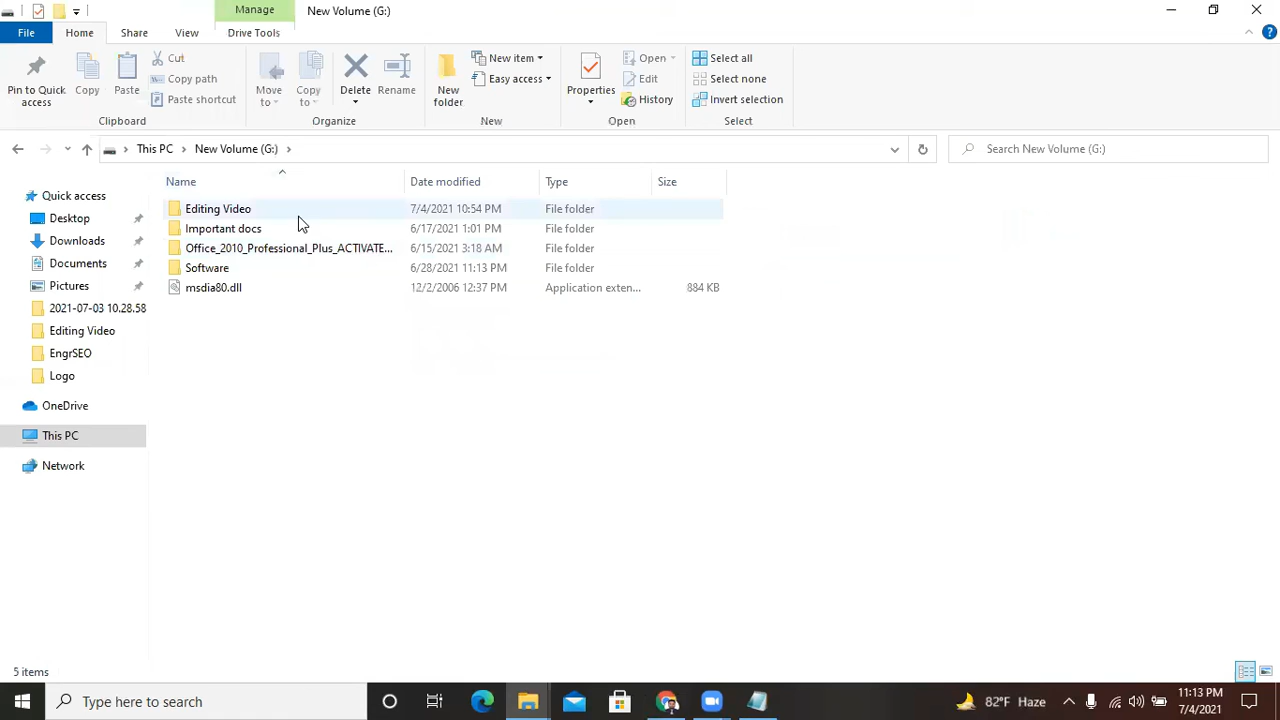 Manage
New Volume (G:)
File
Home
Share
View
Drive Tools
Pin to Quick access
Copy
Paste
Cut
Copy path
Paste shortcut
Clipboard
Move to
Copy to
Delete
Rename
Organize
New folder
New item
Easy access
New
Properties
Open
Edit
History
Open
Select all
Select none
Invert selection
Select
This PC
New Volume (G:)
Search New Volume (G:)
Name
Date modified
Type
Size
Editing Video 7/4/2021 10:54 PM File folder
Important docs 6/17/2021 1:01 PM File folder
Office_2010_Professional_Plus_ACTIVATE... 6/15/2021 3:18 AM File folder
Software 6/28/2021 11:13 PM File folder
msdia80.dll 12/2/2006 12:37 PM Application exten... 884 KB
Quick access
Desktop
Downloads
Documents
Pictures
2021-07-03 10.28.58
Editing Video
EngrSEO
Logo
OneDrive
This PC
Network
5 items
Type here to search
82°F Haze
11:13 PM
7/4/2021